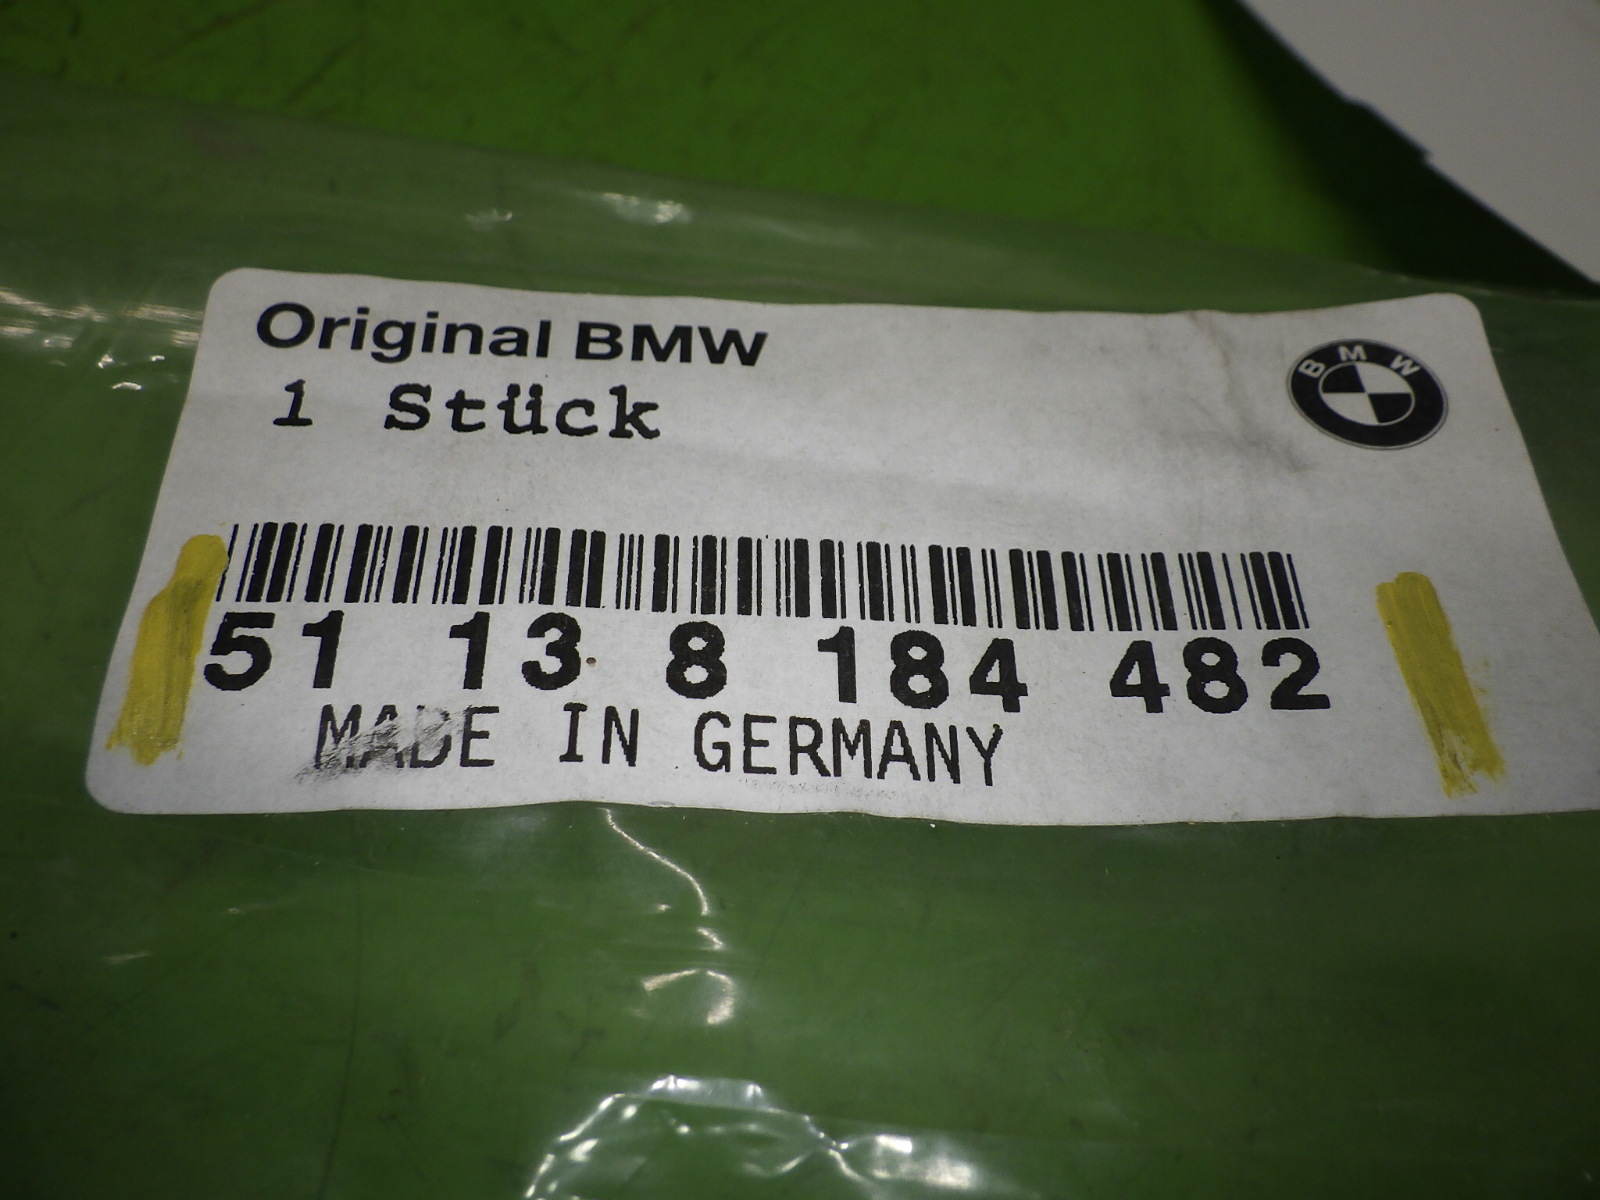 Original BMW
1 Stück
BMW
51 13 8 184 482
MADE IN GERMANY